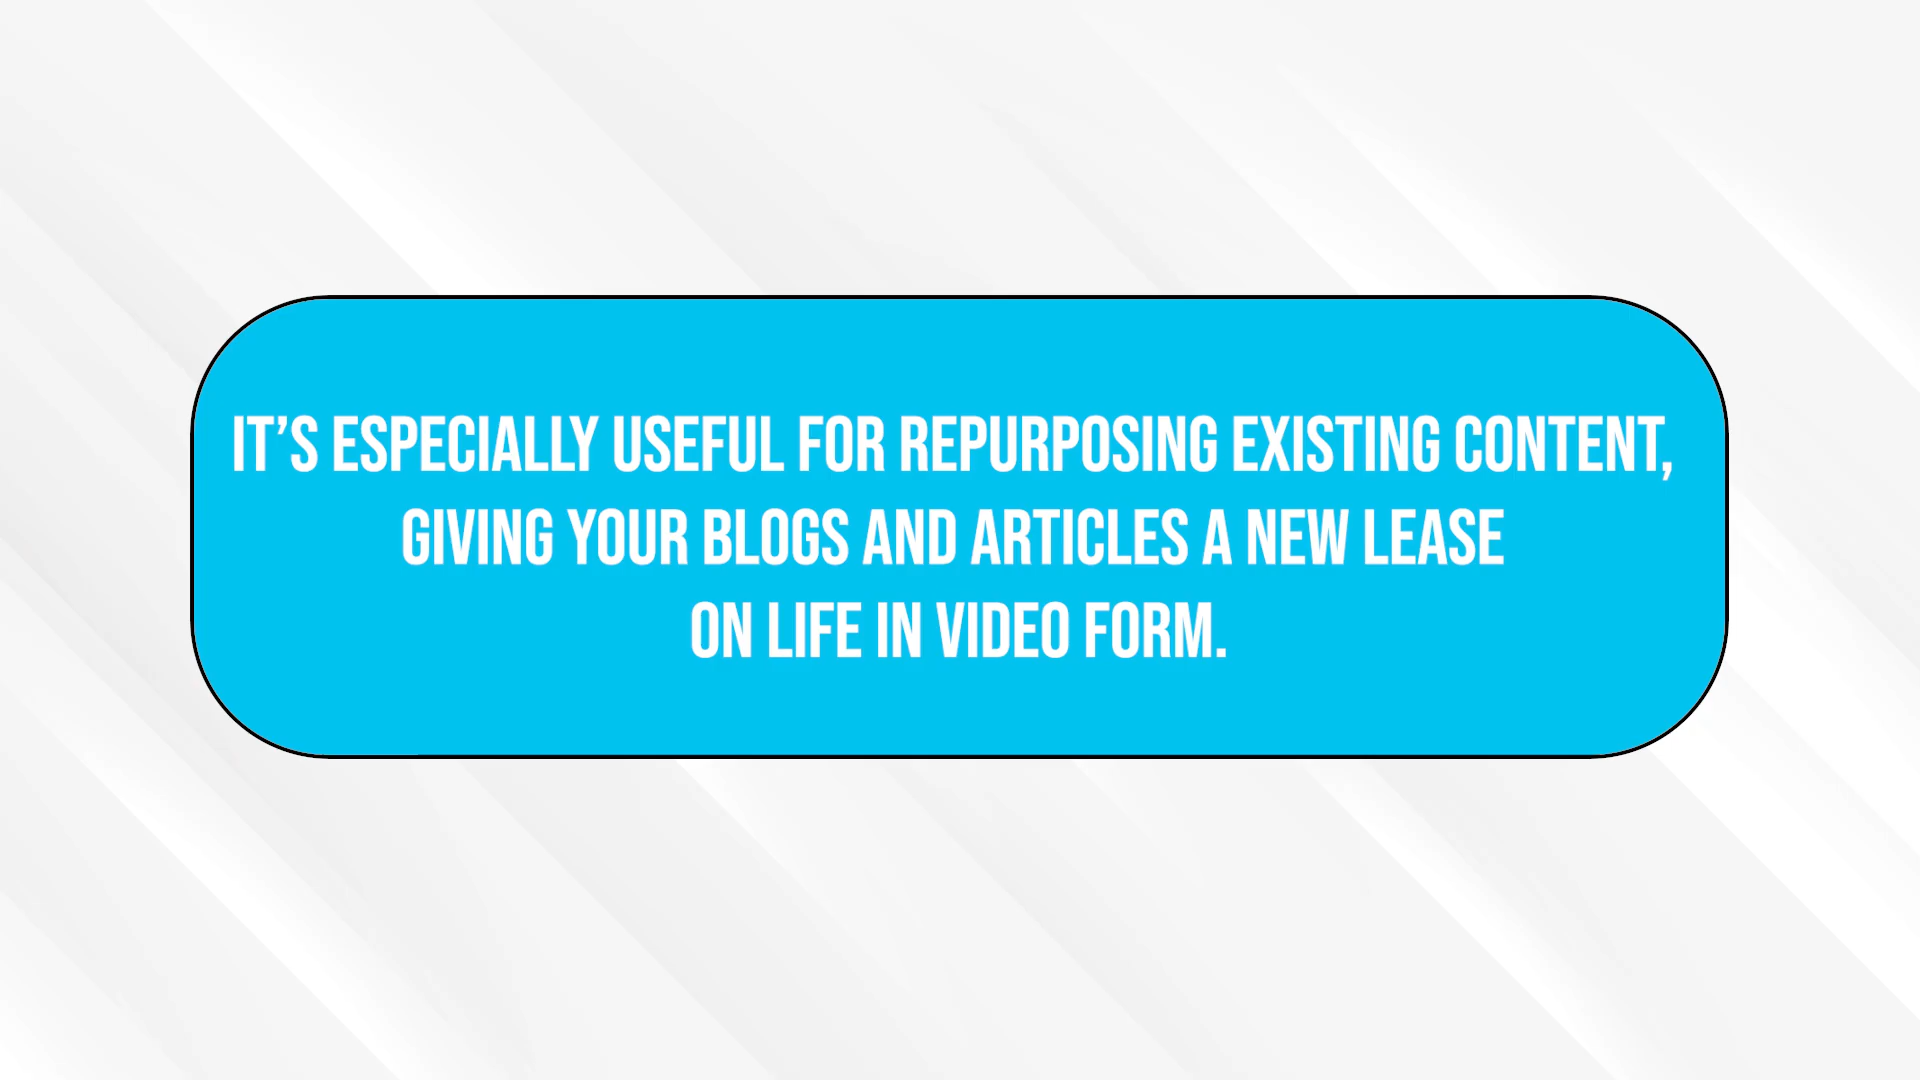 IT’S ESPECIALLY USEFUL FOR REPURPOSING EXISTING CONTENT,
GIVING YOUR BLOGS AND ARTICLES A NEW LEASE
ON LIFE IN VIDEO FORM.